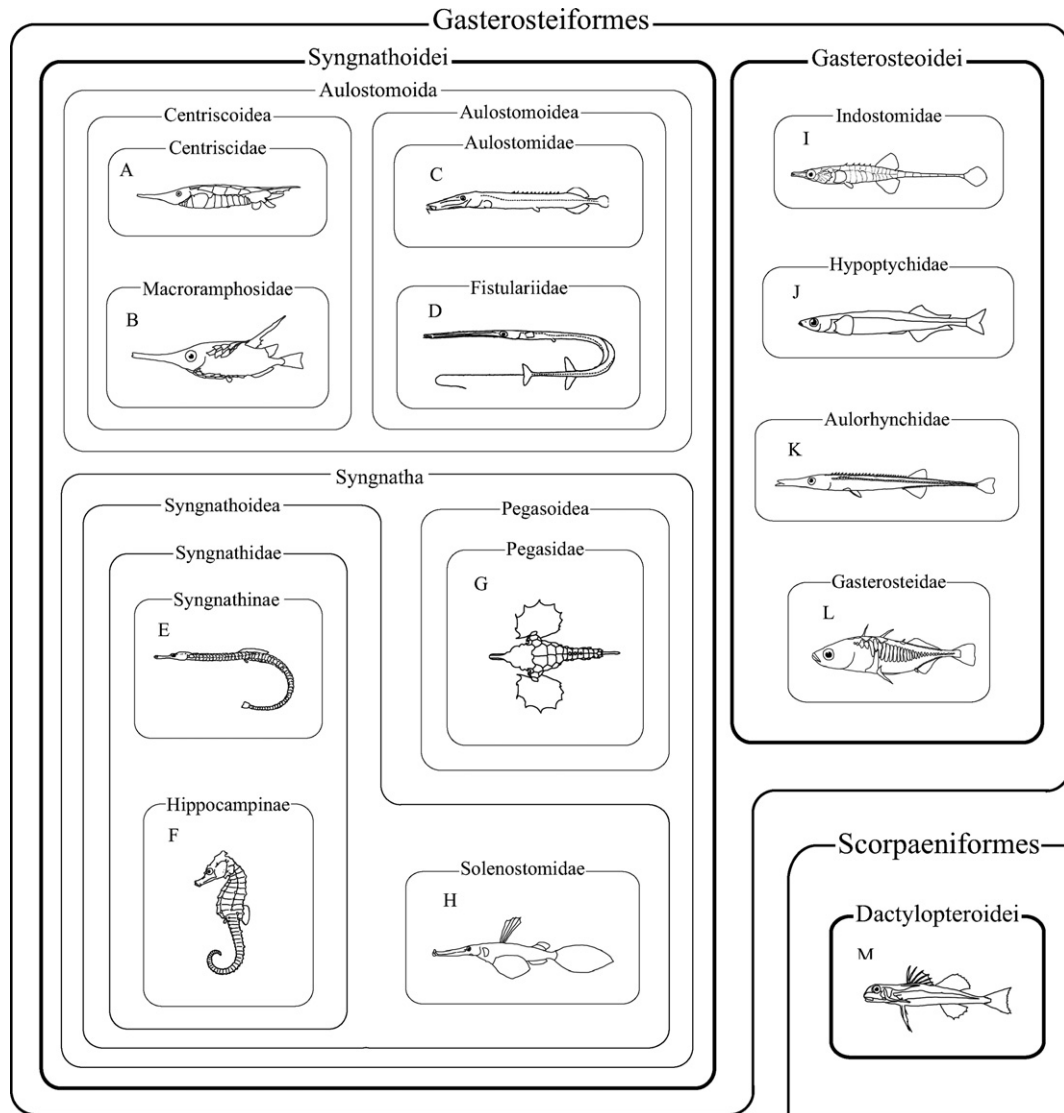 Gasterosteiformes
Syngnathoidei
Aulostomoida
Centriscoidea
Centriscidae
A
Macroramphosidae
B
Aulostomoidea
Aulostomidae
C
Fistulariidae
D
Syngnatha
Syngnathoidea
Syngnathidae
Syngnathinae
E
Hippocampinae
F
Pegasoidea
Pegasidae
G
Solenostomidae
H
Gasterosteoidei
Indostomidae
I
Hypoptychidae
J
Aulorhynchidae
K
Gasterosteidae
L
Scorpaeniformes
Dactylopteroidei
M